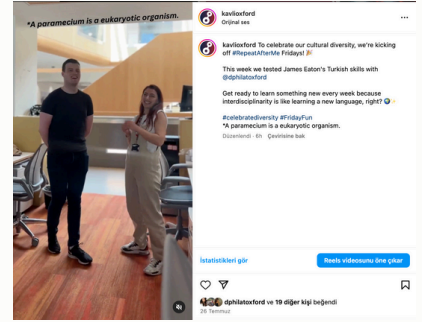 *A paramecium is a eukaryotic organism.
kavlioxford
Orijinal ses
kavlioxford To celebrate our cultural diversity, we're kicking
off #RepeatAfterMe Fridays! 🎉
This week we tested James Eaton's Turkish skills with
@dphilatoxford
Get ready to learn something new every week because
interdisciplinarity is like learning a new language, right? 🌍✨
#celebratediversity #FridayFun
*A paramecium is a eukaryotic organism.
Düzenlendi · 6h Çevirisine bak
İstatistikleri gör
Reels videosunu öne çıkar
dphilatoxford ve 19 diğer kişi beğendi
26 Temmuz